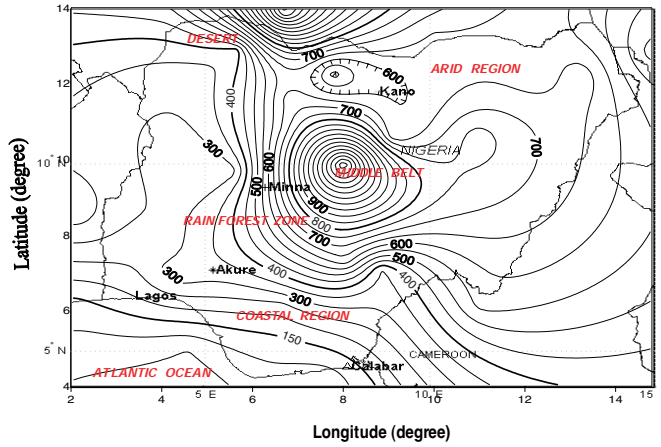 14
DESERT
700
600
ARID REGION
12
Kano
400
700
300
NIGERIA
700
10° 10
600
MIDDLE BELT
500
Minna
900
RAIN FOREST ZONE
800
8
700
600
500
300
Akure
400
400
Lagos
300
6
COASTAL REGION
150
5° N
CAMEROON
ATLANTIC OCEAN
Calabar
4
2
4
5 E
6
8
10° E
12
14
15
Latitude (degree)
Longitude (degree)